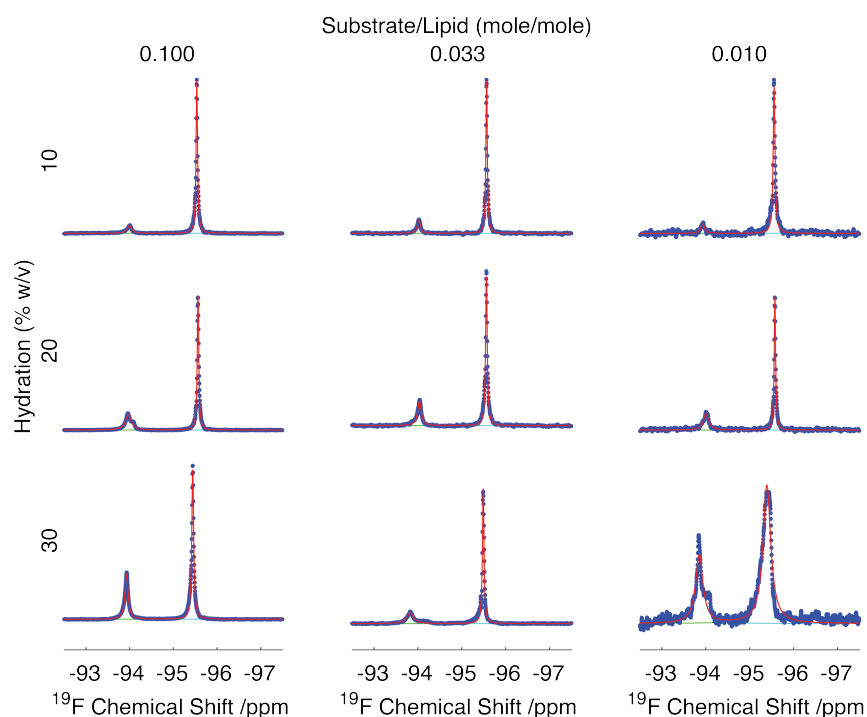 Substrate/Lipid (mole/mole)
0.100 0.033 0.010
Hydration (% w/v)
10
20
30
-93 -94 -95 -96 -97 -93 -94 -95 -96 -97 -93 -94 -95 -96 -97
¹⁹F Chemical Shift /ppm ¹⁹F Chemical Shift /ppm ¹⁹F Chemical Shift /ppm